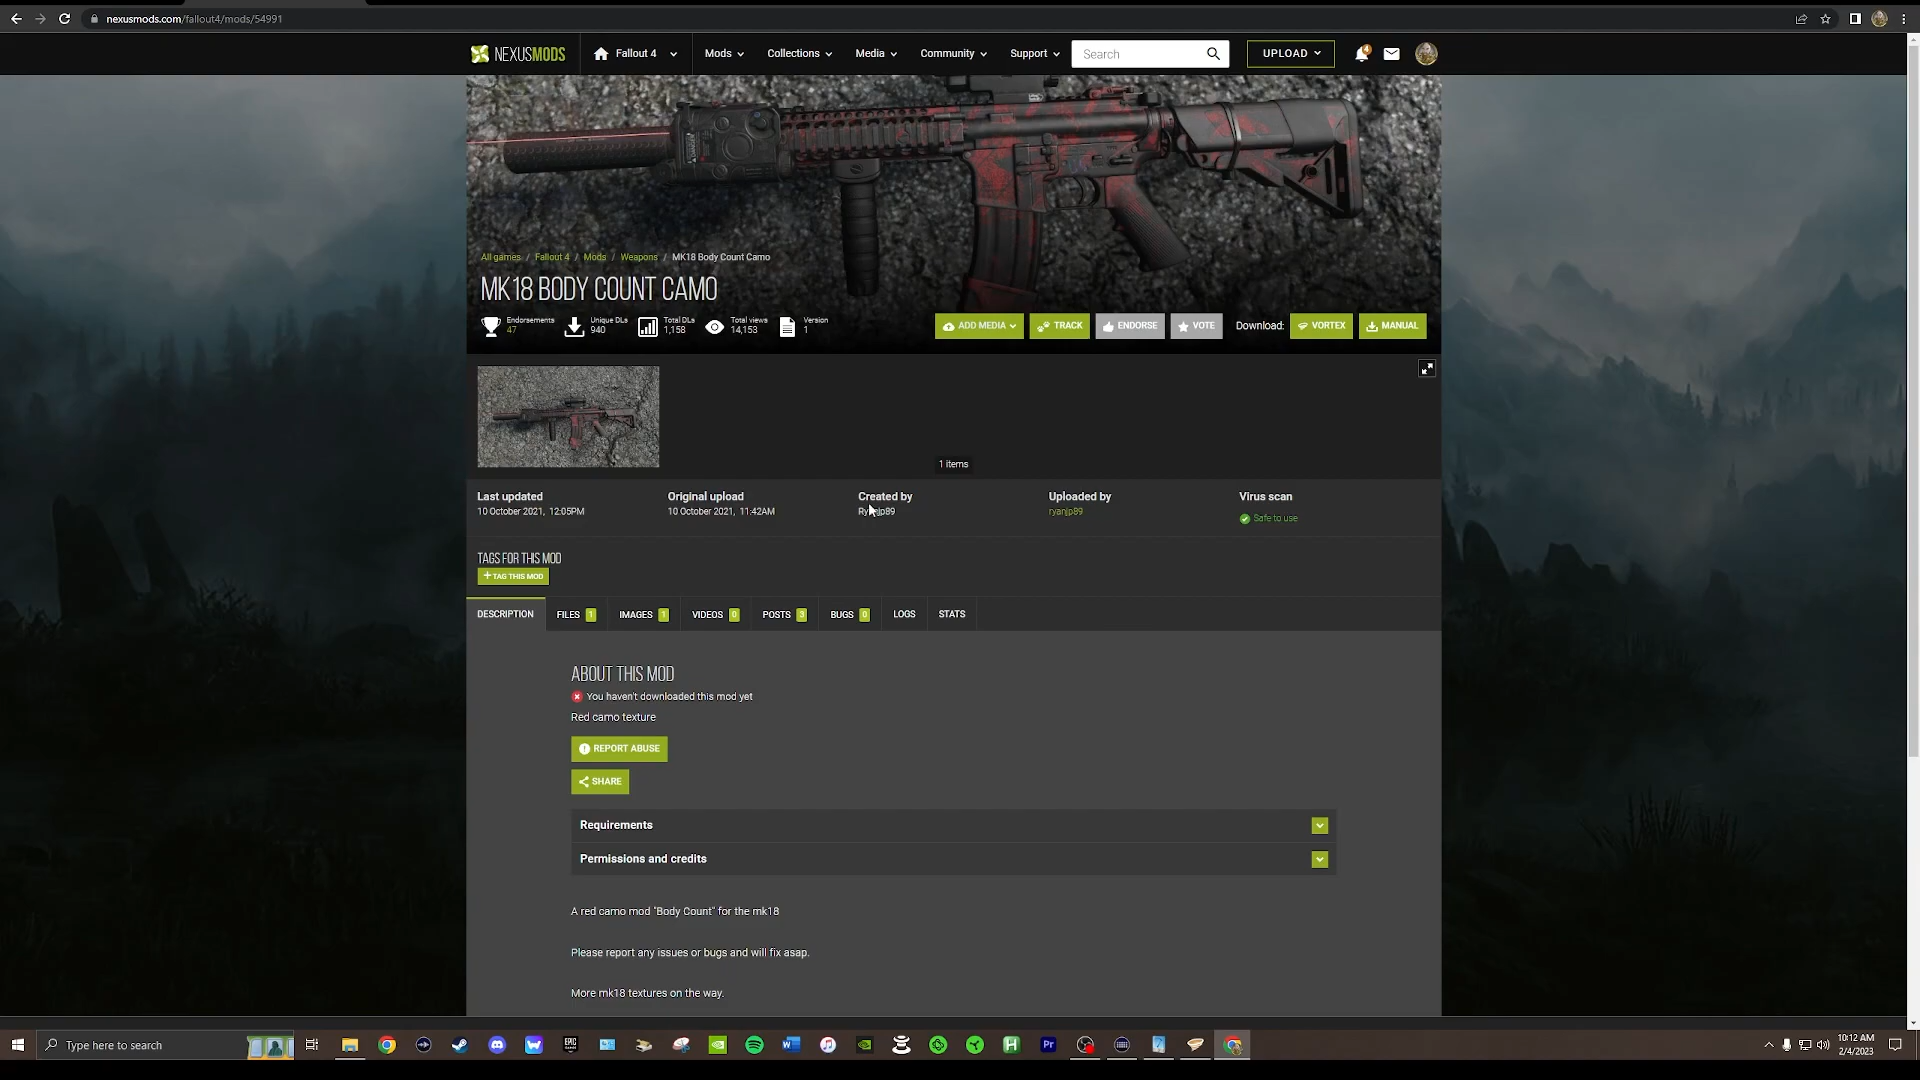 nexusmods.com/fallout4/mods/54991
NEXUSMODS
Fallout 4
Mods
Collections
Media
Community
Support
Search
UPLOAD
4
All games / Fallout 4 / Mods / Weapons / MK18 Body Count Camo
MK18 BODY COUNT CAMO
Endorsements
47
Unique DLs
940
Total DLs
1,158
Total views
14,153
Version
1
ADD MEDIA
TRACK
ENDORSE
VOTE
Download:
VORTEX
MANUAL
1 items
Last updated
10 October 2021, 12:05PM
Original upload
10 October 2021, 11:42AM
Created by
Ryanjp89
Uploaded by
ryanjp89
Virus scan
Safe to use
TAGS FOR THIS MOD
+ TAG THIS MOD
DESCRIPTION
FILES 1
IMAGES 1
VIDEOS 0
POSTS 3
BUGS 0
LOGS
STATS
ABOUT THIS MOD
You haven't downloaded this mod yet
Red camo texture
REPORT ABUSE
SHARE
Requirements
Permissions and credits
A red camo mod "Body Count" for the mk18
Please report any issues or bugs and will fix asap.
More mk18 textures on the way.
Type here to search
EPIC
W
H
Pr
10:12 AM
2/4/2023